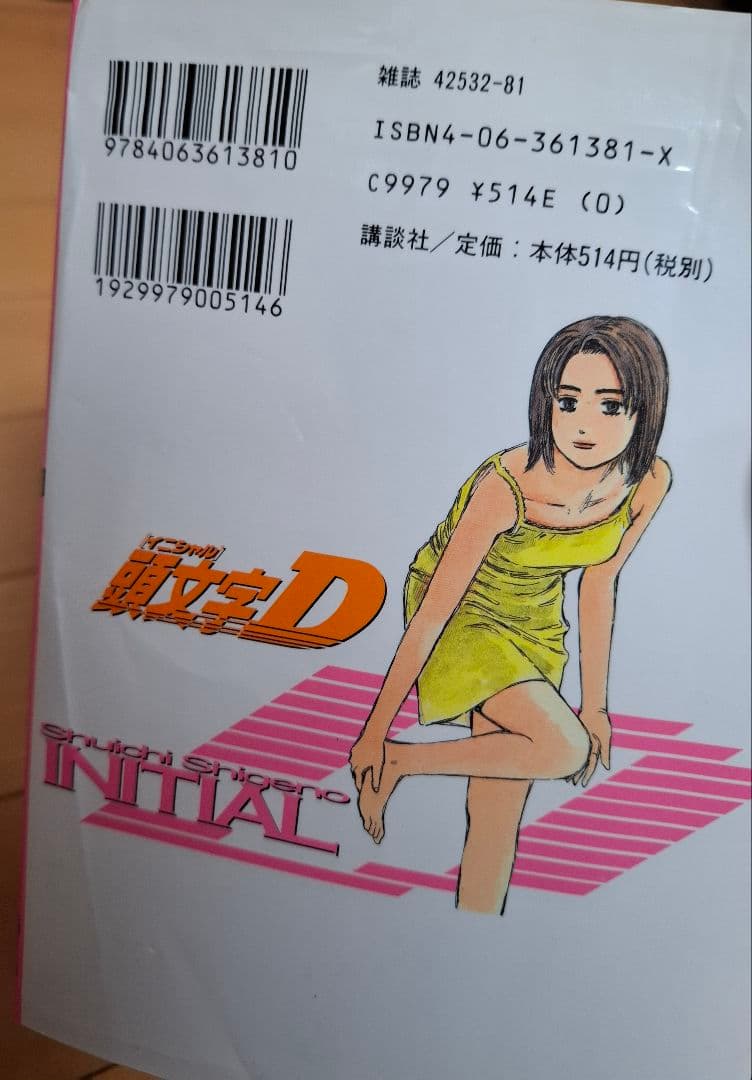 雑誌 42532-81
ISBN4-06-361381-X
C9979 ¥514E (0)
講談社／定価：本体514円(税別)
9784063613810
1929979005146
[イニシャル]
頭文字D
Shuichi Shigeno
INITIAL